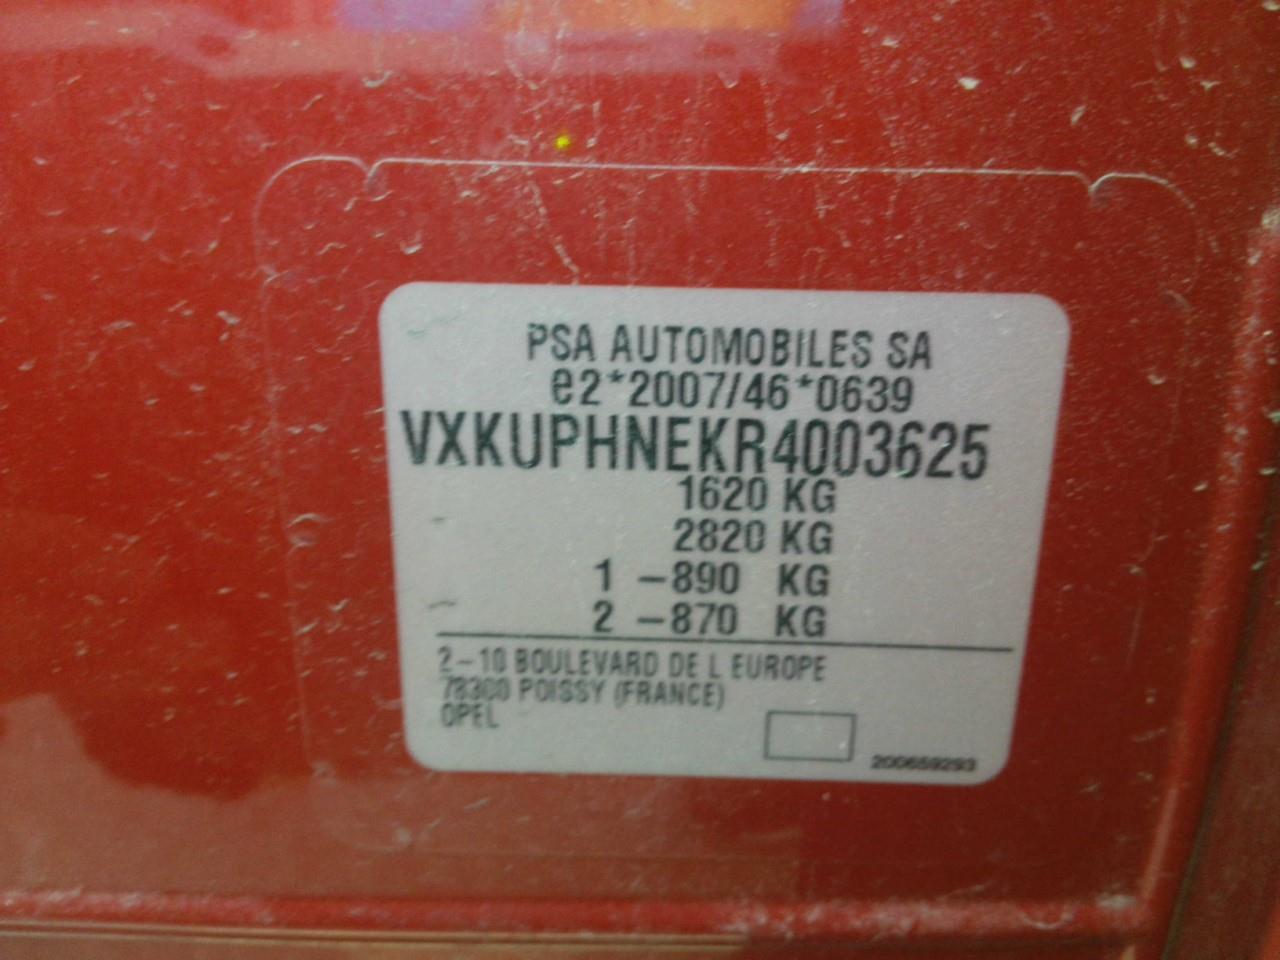 PSA AUTOMOBILES SA
e2*2007/46*0639
VXKUPHNEKR4003625
1620 KG
2820 KG
1 -890 KG
2 -870 KG
2-10 BOULEVARD DE L EUROPE
78300 POISSY (FRANCE)
OPEL
200659293